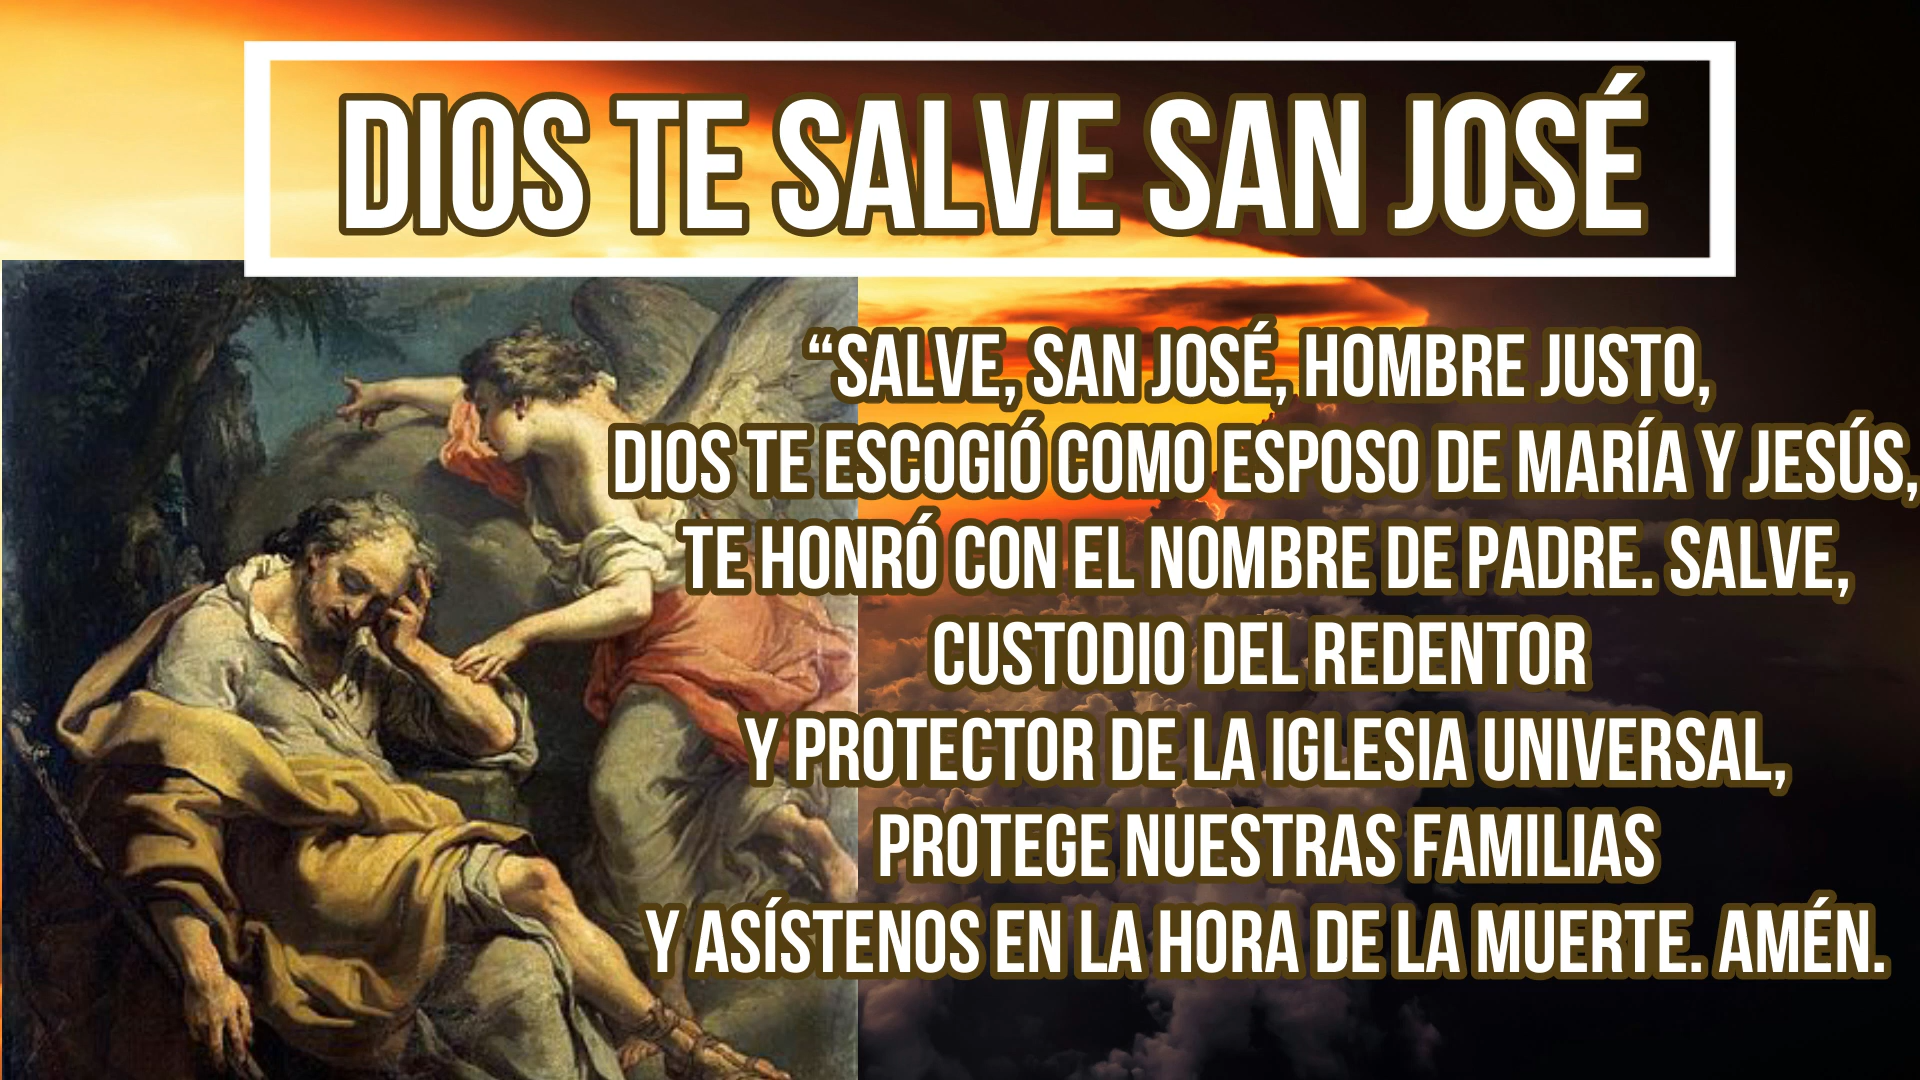 DIOS TE SALVE SAN JOSÉ
“SALVE, SAN JOSÉ, HOMBRE JUSTO,
DIOS TE ESCOGIÓ COMO ESPOSO DE MARÍA Y JESÚS,
TE HONRÓ CON EL NOMBRE DE PADRE. SALVE,
CUSTODIO DEL REDENTOR
Y PROTECTOR DE LA IGLESIA UNIVERSAL,
PROTEGE NUESTRAS FAMILIAS
Y ASÍSTENOS EN LA HORA DE LA MUERTE. AMÉN.